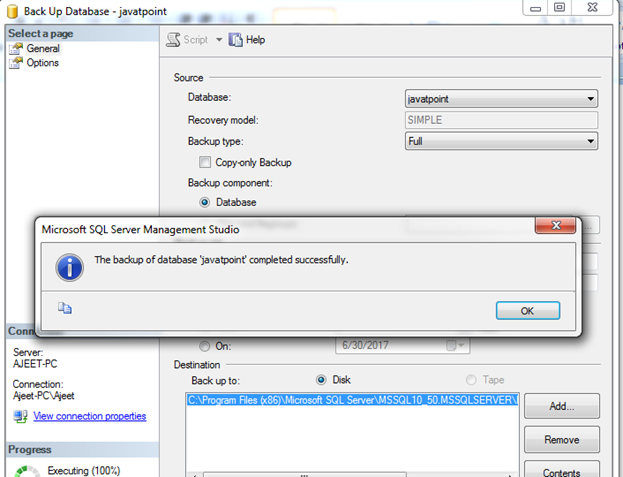 Back Up Database - javatpoint
Select a page
General
Options
Script
Help
Source
Database:
javatpoint
Recovery model:
SIMPLE
Backup type:
Full
Copy-only Backup
Backup component:
Database
Microsoft SQL Server Management Studio
The backup of database 'javatpoint' completed successfully.
OK
On:
6/30/2017
Destination
Back up to:
Disk
Tape
C:\Program Files (x86)\Microsoft SQL Server\MSSQL10_50.MSSQLSERVER\
Add...
Remove
Contents
Server:
AJEET-PC
Connection:
Ajeet-PC\Ajeet
View connection properties
Progress
Executing (100%)